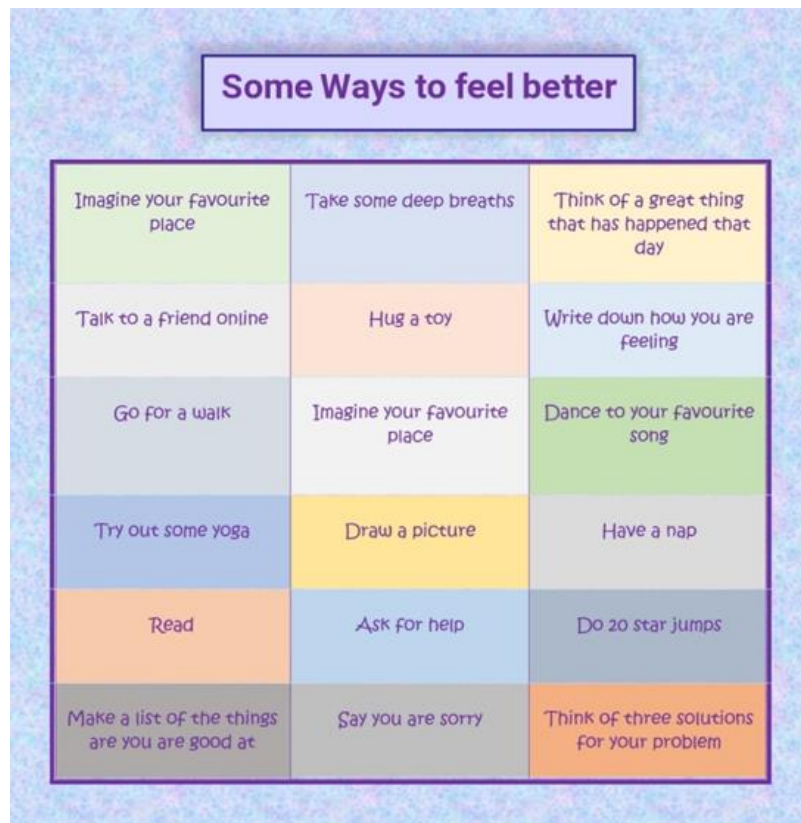 Some Ways to feel better
Imagine your favourite
place
Take some deep breaths
Think of a great thing
that has happened that
day
Talk to a friend online
Hug a toy
Write down how you are
feeling
Go for a walk
Imagine your favourite
place
Dance to your favourite
song
Try out some yoga
Draw a picture
Have a nap
Read
Ask for help
Do 20 star jumps
Make a list of the things
are you are good at
Say you are sorry
Think of three solutions
for your problem